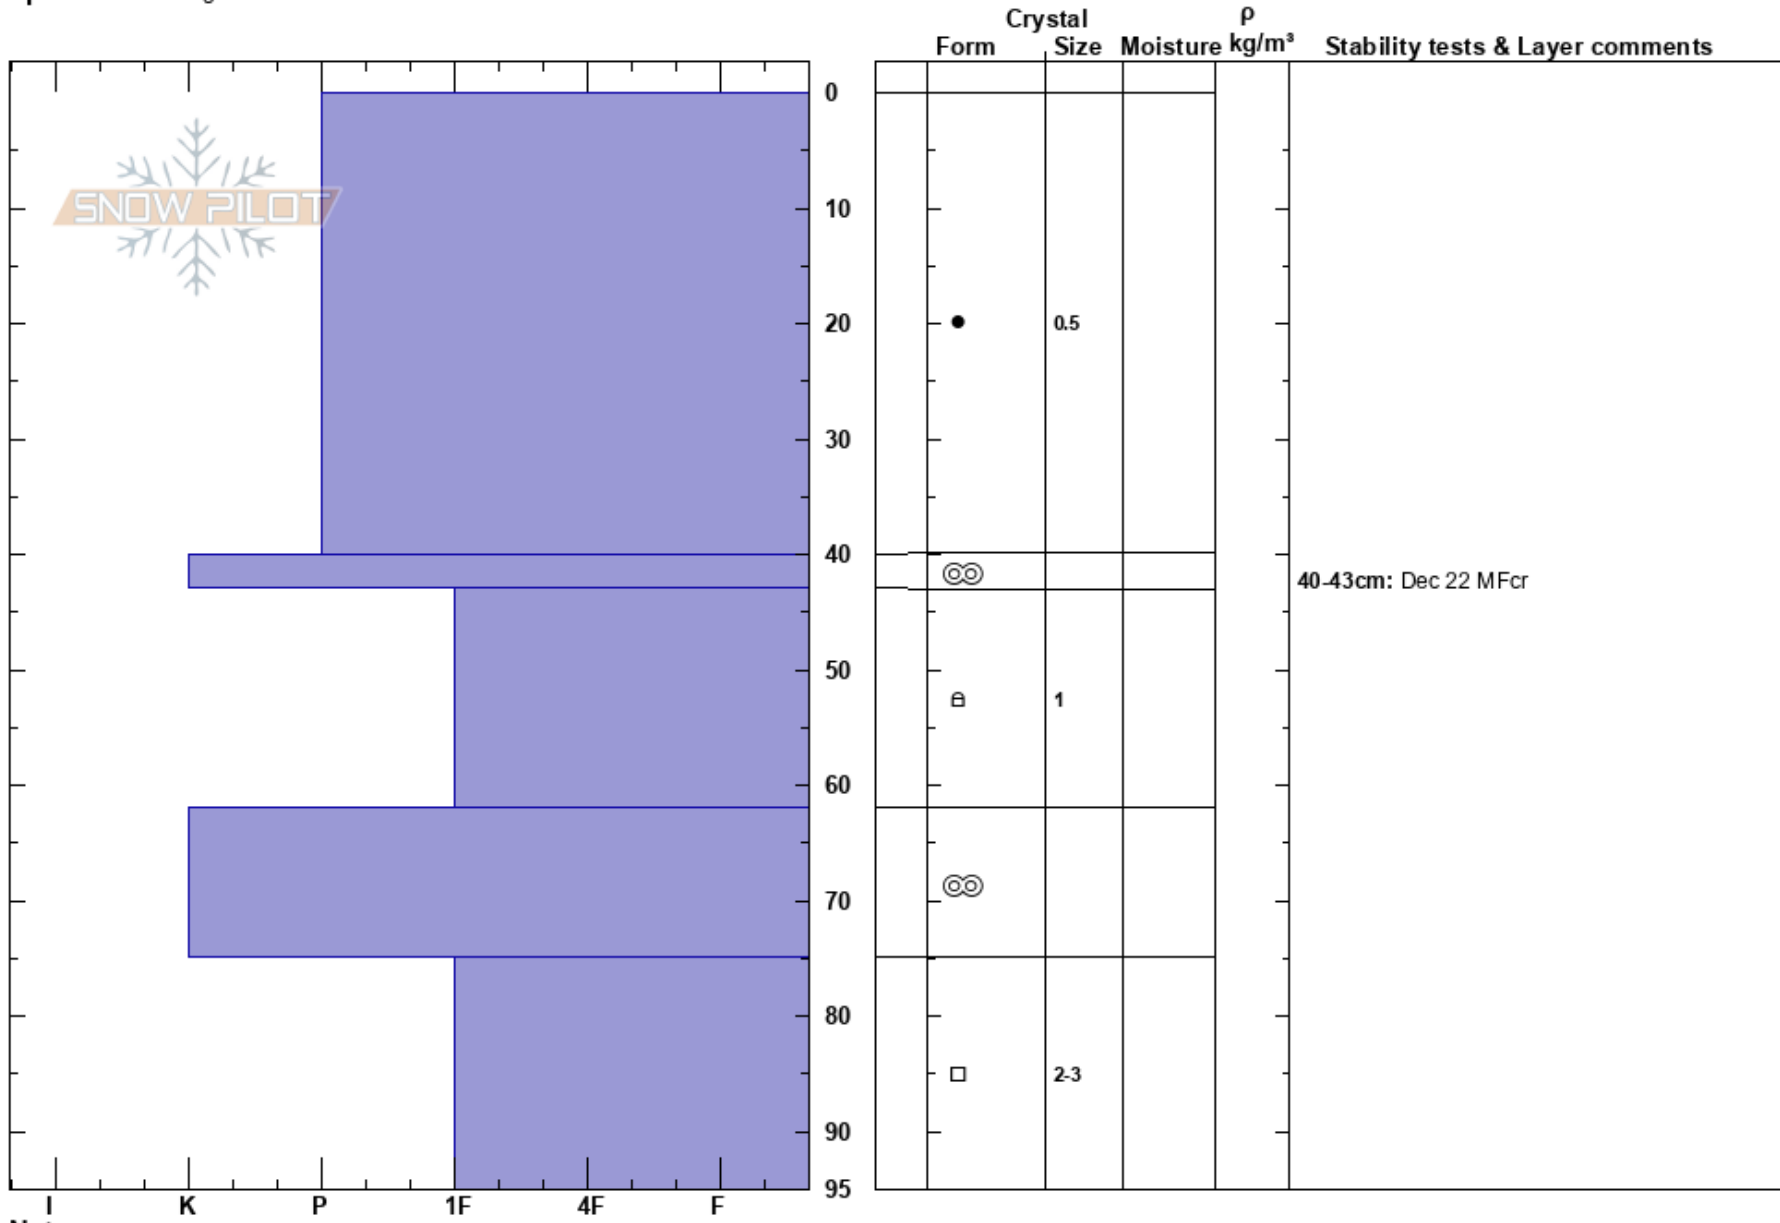 Crystal ρ
Form Size Moisture kg/m³ Stability tests & Layer comments
0
SNOW PILOT
10
20 0.5
30
40
40-43cm: Dec 22 MFcr
50
1
60
70
80
2-3
90
95
I K P 1F 4F F